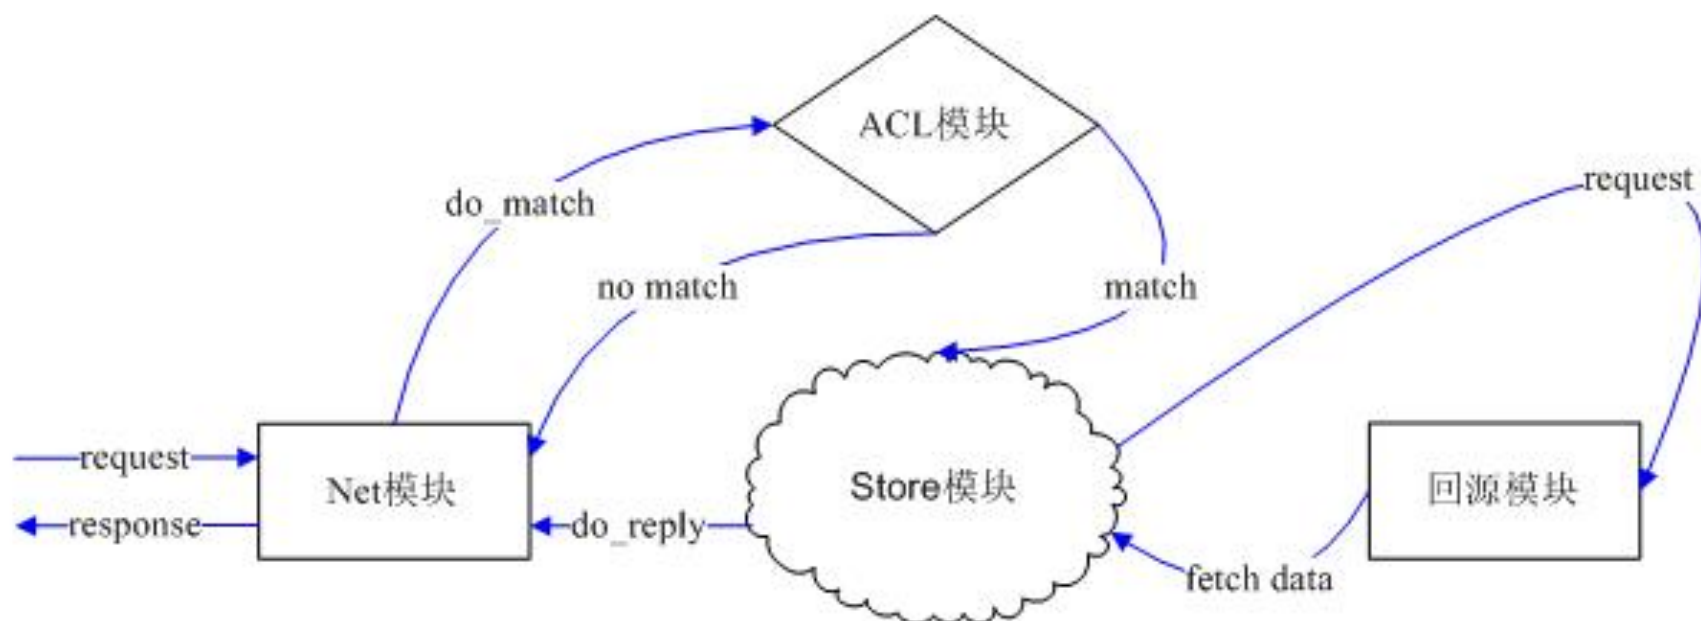 ACL模块
request
do_match
no match
match
request
Net模块
Store模块
回源模块
response
do_reply
fetch data